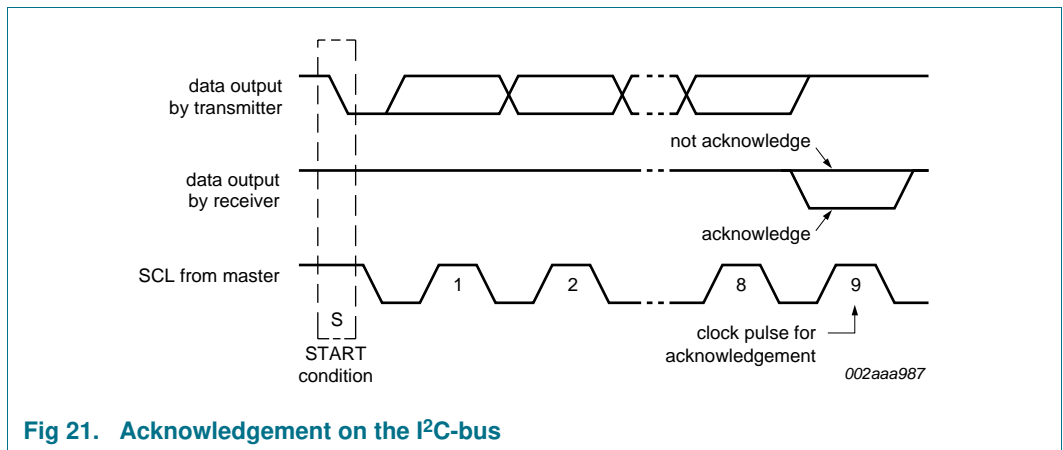 data output
by transmitter
not acknowledge
data output
by receiver
acknowledge
SCL from master
1
2
8
9
S
START
condition
clock pulse for
acknowledgement
002aaa987
Fig 21. Acknowledgement on the I²C-bus